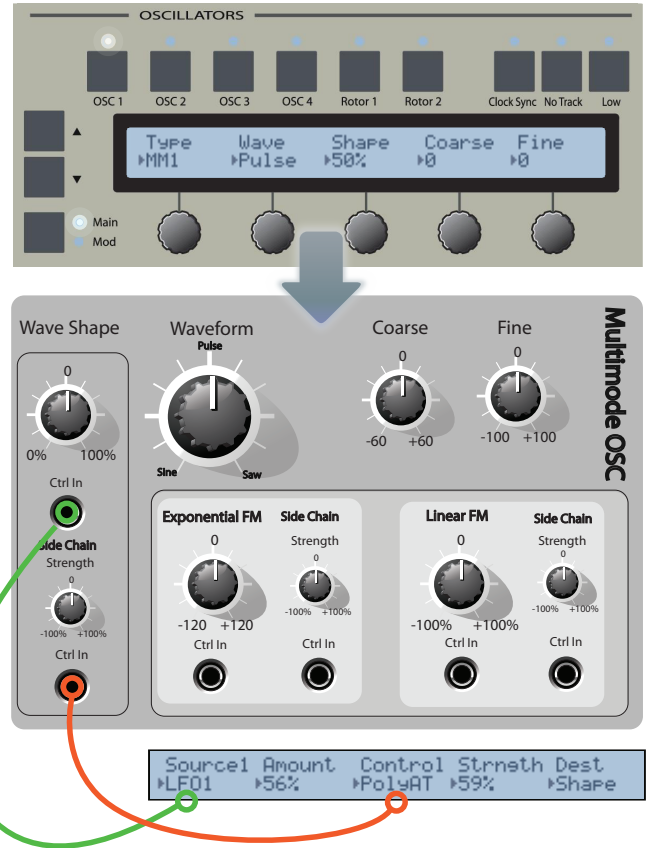 OSCILLATORS
OSC 1 OSC 2 OSC 3 OSC 4 Rotor 1 Rotor 2 Clock Sync No Track Low
▲
▼
Type Wave Shape Coarse Fine
▸MM1 ▸Pulse ▸50% ▸0 ▸0
Main
Mod
Multimode OSC
Wave Shape
0
0% 100%
Ctrl In
Side Chain
Strength
0
-100% +100%
Ctrl In
Waveform
Pulse
Sine Saw
Coarse
0
-60 +60
Fine
0
-100 +100
Exponential FM
0
-120 +120
Ctrl In
Side Chain
Strength
0
-100% +100%
Ctrl In
Linear FM
0
-100% +100%
Ctrl In
Side Chain
Strength
0
-100% +100%
Ctrl In
Source1 Amount Control Strngth Dest
▸LFO1 ▸56% ▸PolyAT ▸59% ▸Shape